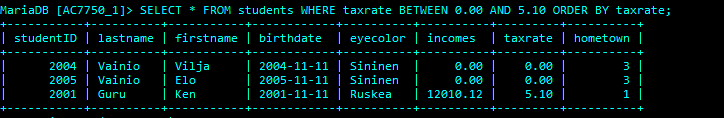 MariaDB [AC7750_1]> SELECT * FROM students WHERE taxrate BETWEEN 0.00 AND 5.10 ORDER BY taxrate;
+-----------+----------+-----------+------------+----------+----------+---------+----------+
| studentID | lastname | firstname | birthdate  | eyecolor | incomes  | taxrate | hometown |
+-----------+----------+-----------+------------+----------+----------+---------+----------+
|      2004 | Vainio   | Vilja     | 2004-11-11 | Sininen  |     0.00 |    0.00 |        3 |
|      2005 | Vainio   | Elo       | 2005-11-11 | Sininen  |     0.00 |    0.00 |        3 |
|      2001 | Guru     | Ken       | 2001-11-11 | Ruskea   | 12010.12 |    5.10 |        1 |
+-----------+----------+-----------+------------+----------+----------+---------+----------+